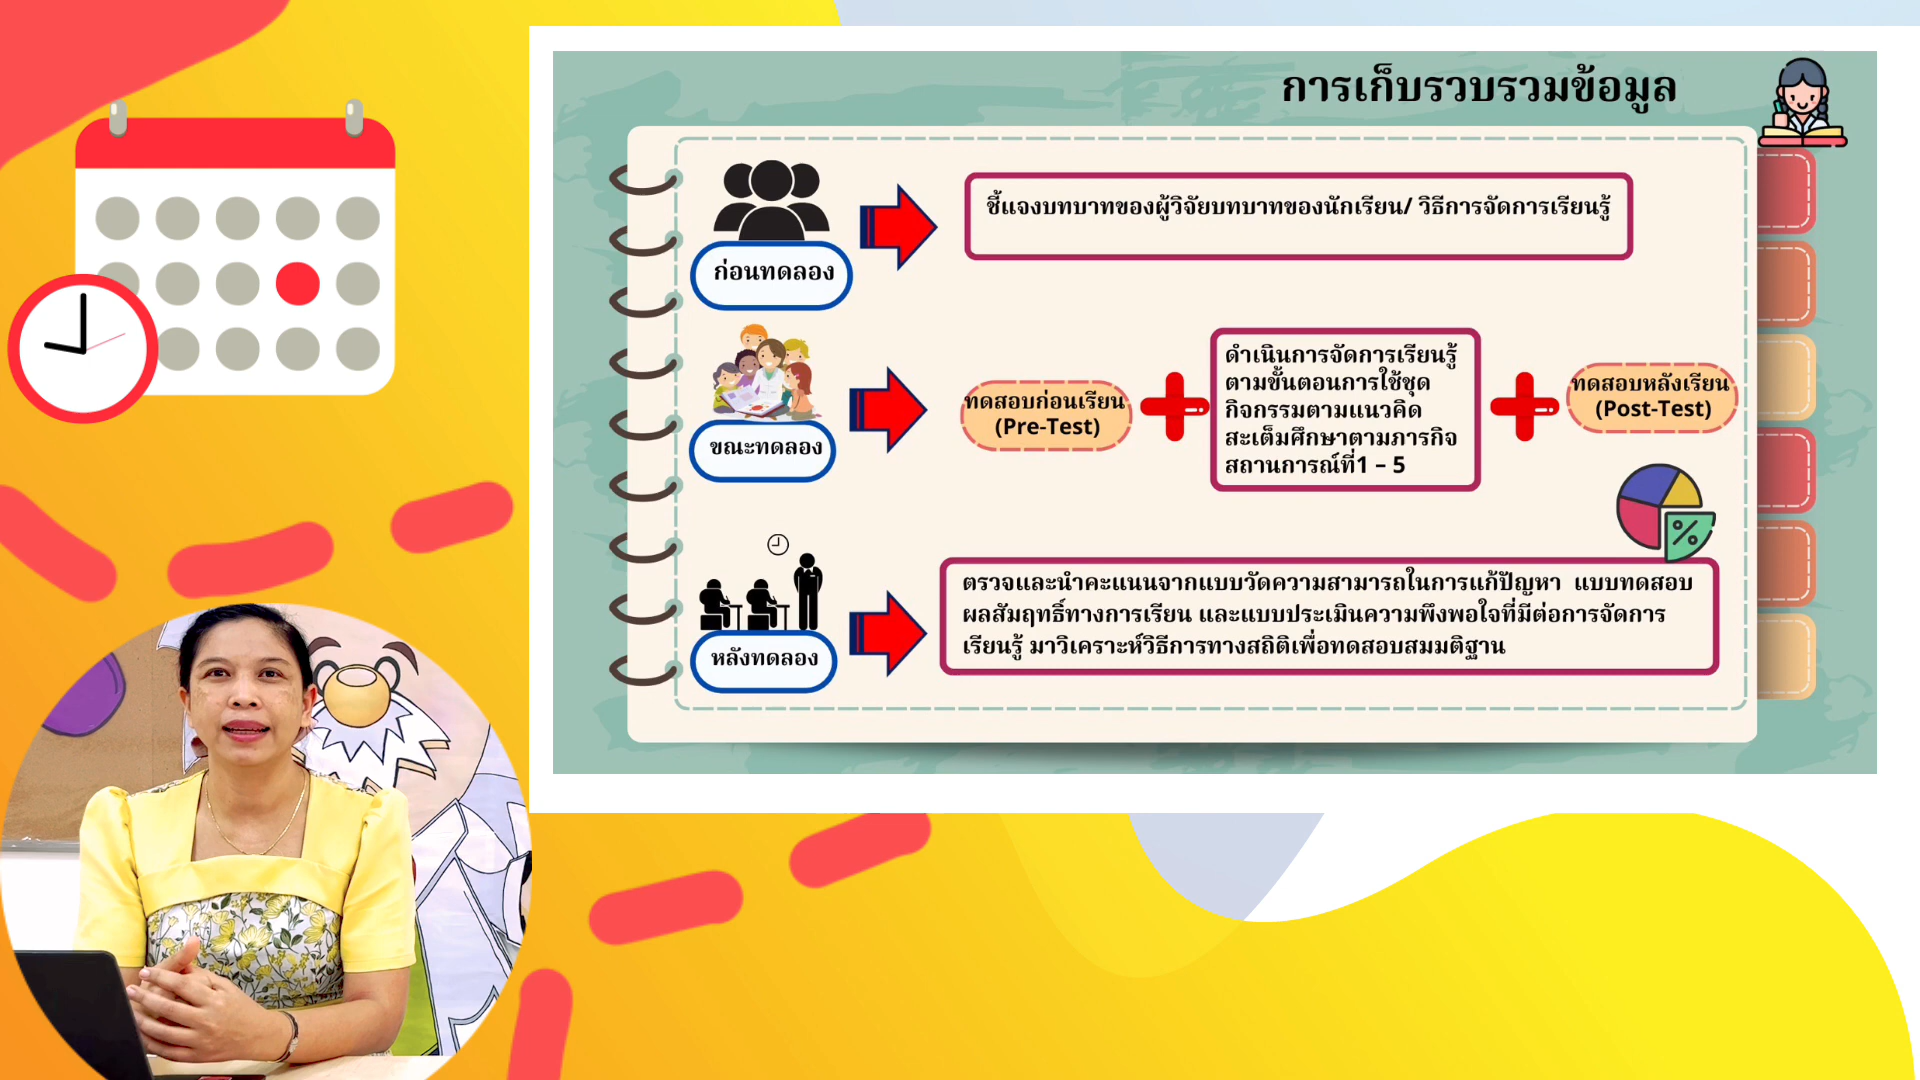 การเก็บรวบรวมข้อมูล
ชี้แจงบทบาทของผู้วิจัยบทบาทของนักเรียน/ วิธีการจัดการเรียนรู้
ก่อนทดลอง
ขณะทดลอง
ทดสอบก่อนเรียน
(Pre-Test)
ดำเนินการจัดการเรียนรู้
ตามขั้นตอนการใช้ชุด
กิจกรรมตามแนวคิด
สะเต็มศึกษาตามภารกิจ
สถานการณ์ที่1 – 5
ทดสอบหลังเรียน
(Post-Test)
%
หลังทดลอง
ตรวจและนำคะแนนจากแบบวัดความสามารถในการแก้ปัญหา แบบทดสอบ
ผลสัมฤทธิ์ทางการเรียน และแบบประเมินความพึงพอใจที่มีต่อการจัดการ
เรียนรู้ มาวิเคราะห์วิธีการทางสถิติเพื่อทดสอบสมมติฐาน